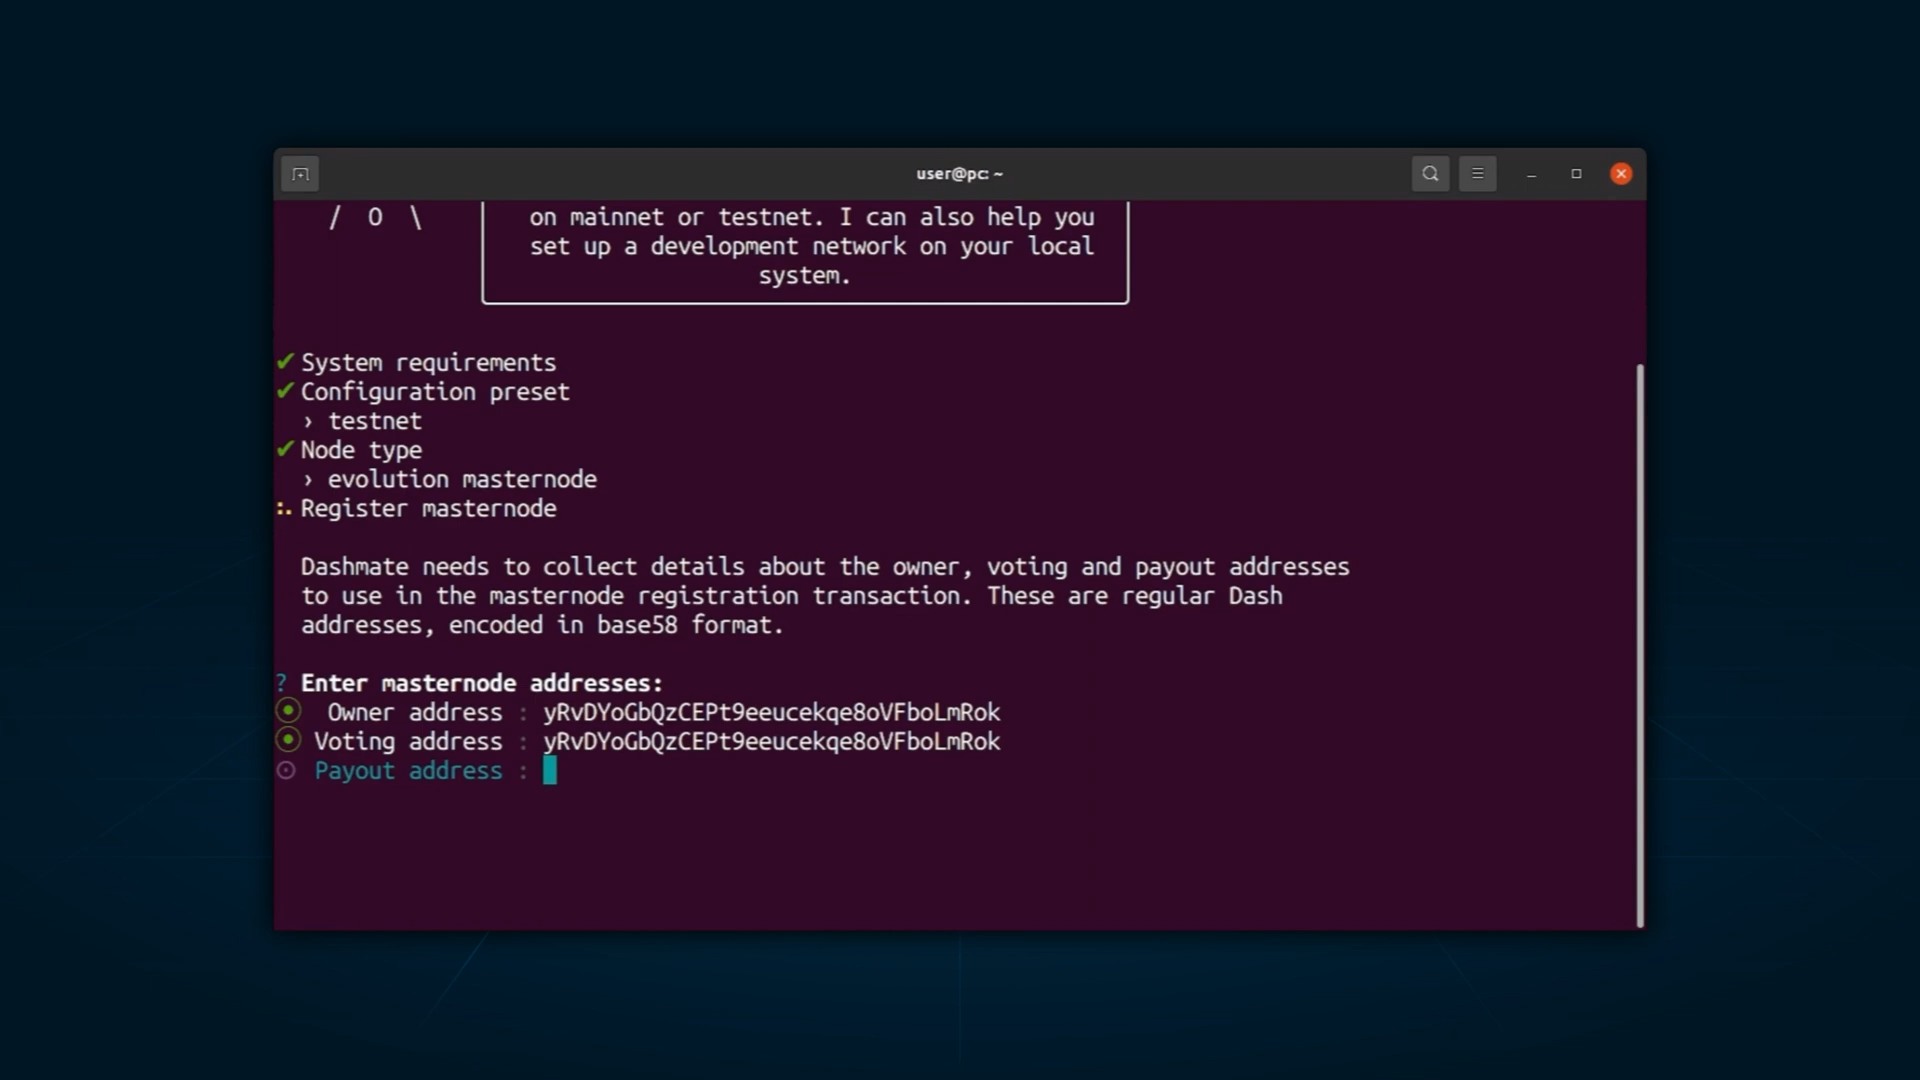 user@pc: ~
/ O \ on mainnet or testnet. I can also help you
set up a development network on your local
system.
✔ System requirements
✔ Configuration preset
› testnet
✔ Node type
› evolution masternode
Register masternode
Dashmate needs to collect details about the owner, voting and payout addresses
to use in the masternode registration transaction. These are regular Dash
addresses, encoded in base58 format.
? Enter masternode addresses:
Owner address : yRvDYoGbQzCEPt9eeucekqe8oVFboLmRok
Voting address : yRvDYoGbQzCEPt9eeucekqe8oVFboLmRok
Payout address :